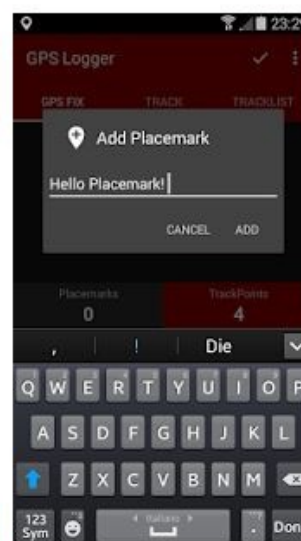 23:29
GPS Logger
GPS FIX TRACK TRACKLIST
Add Placemark
Hello Placemark!
CANCEL ADD
Placemarks TrackPoints
0 4
, ! Die
Q W E R T Y U I O P
A S D F G H J K L
Z X C V B N M
123 Italiano . Don
Sym